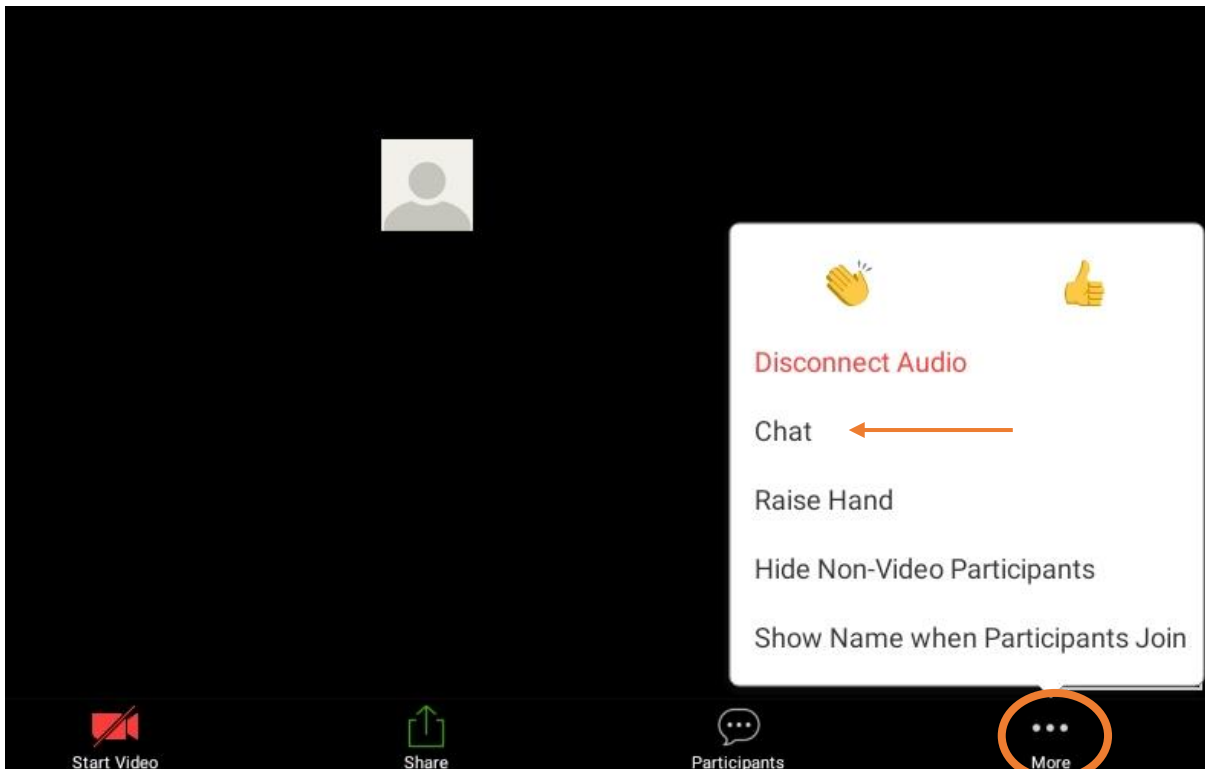 Disconnect Audio
Chat
Raise Hand
Hide Non-Video Participants
Show Name when Participants Join
Start Video
Share
Participants
More